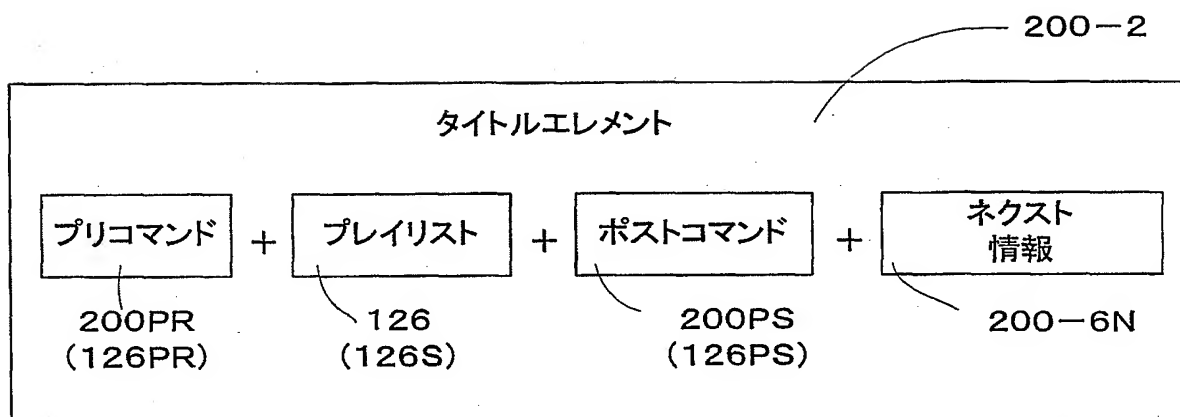 200-2
タイトルエレメント
プリコマンド + プレイリスト + ポストコマンド + ネクスト
情報
200PR 126 200PS 200-6N
(126PR) (126S) (126PS)